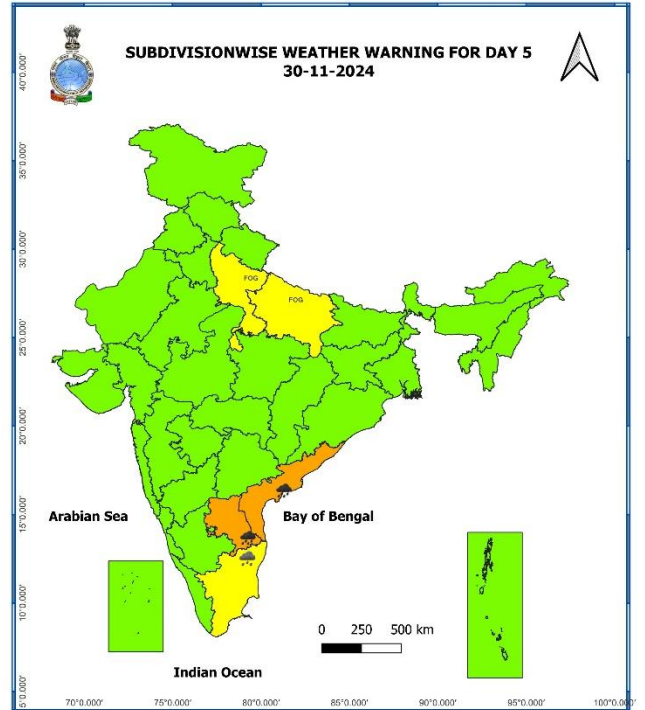 SUBDIVISIONWISE WEATHER WARNING FOR DAY 5
30-11-2024
40°0.000'
35°0.000'
30°0.000'
25°0.000'
20°0.000'
15°0.000'
10°0.000'
5°0.000'
FOG
FOG
Arabian Sea
Bay of Bengal
0 250 500 km
Indian Ocean
70°0.000' 75°0.000' 80°0.000' 85°0.000' 90°0.000' 95°0.000' 100°0.000'